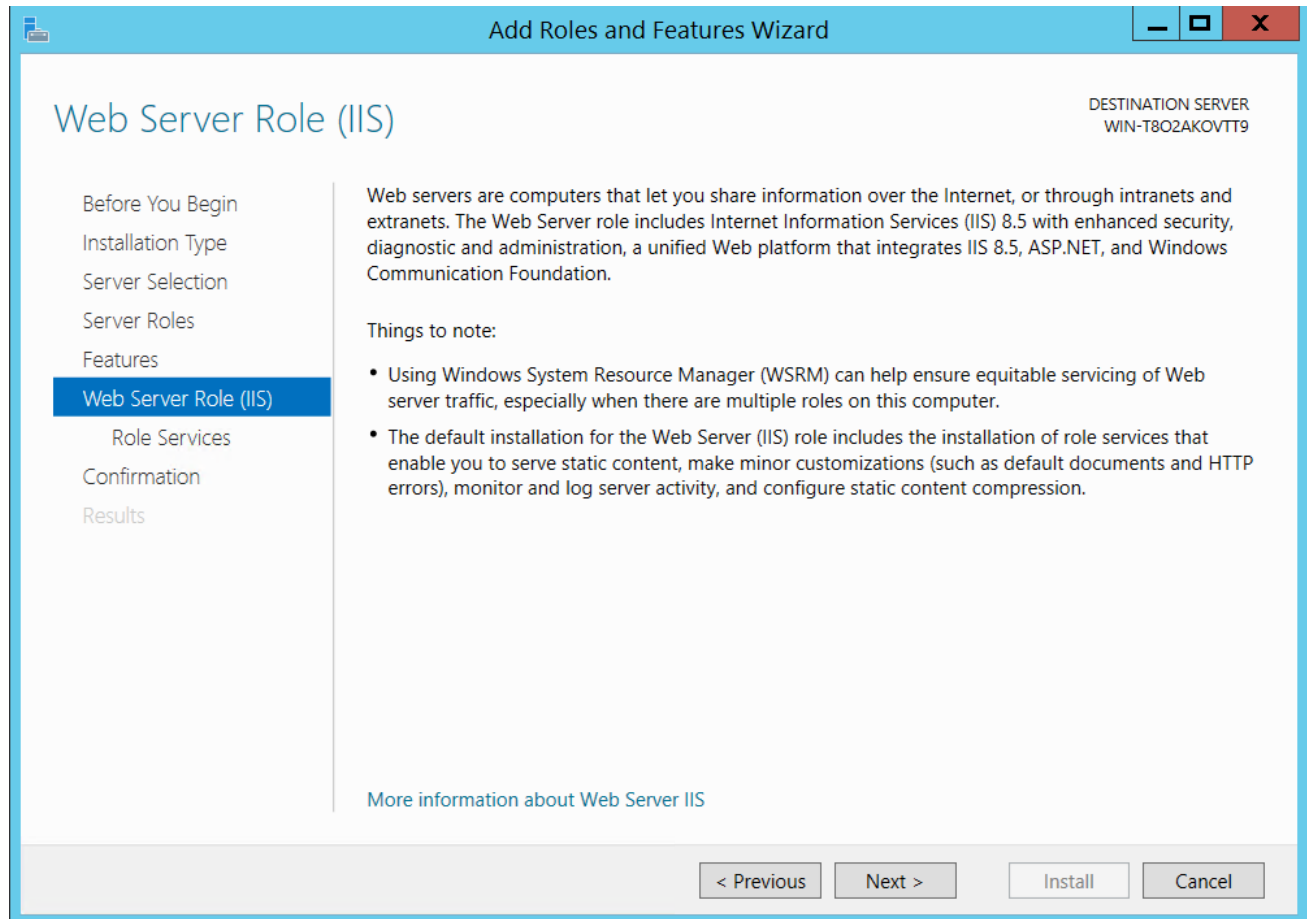 Add Roles and Features Wizard
X
Web Server Role (IIS)
DESTINATION SERVER
WIN-T8O2AKOVTT9
Before You Begin
Installation Type
Server Selection
Server Roles
Features
Web Server Role (IIS)
Role Services
Confirmation
Results
Web servers are computers that let you share information over the Internet, or through intranets and
extranets. The Web Server role includes Internet Information Services (IIS) 8.5 with enhanced security,
diagnostic and administration, a unified Web platform that integrates IIS 8.5, ASP.NET, and Windows
Communication Foundation.
Things to note:
• Using Windows System Resource Manager (WSRM) can help ensure equitable servicing of Web
server traffic, especially when there are multiple roles on this computer.
• The default installation for the Web Server (IIS) role includes the installation of role services that
enable you to serve static content, make minor customizations (such as default documents and HTTP
errors), monitor and log server activity, and configure static content compression.
More information about Web Server IIS
< Previous
Next >
Install
Cancel